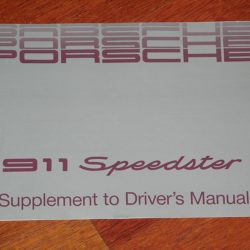 PORSCHE
PORSCHE
PORSCHE
911 Speedster
Supplement to Driver's Manual